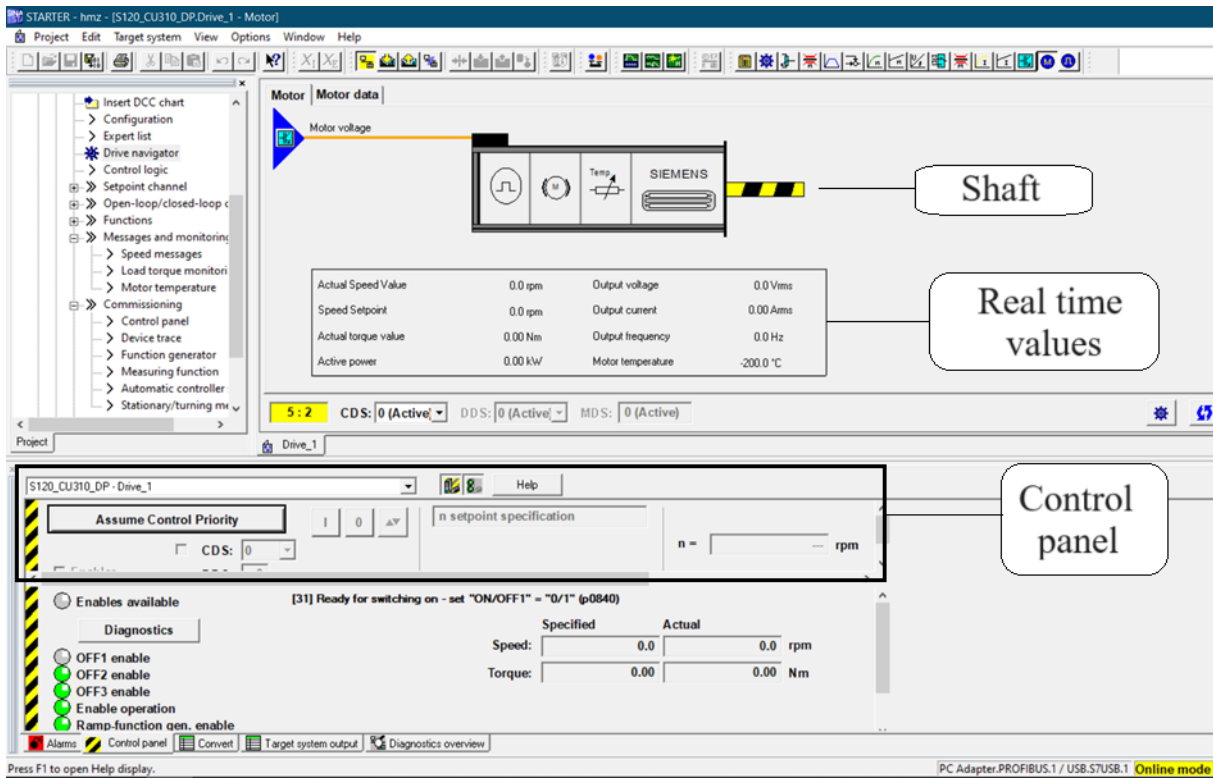 STARTER - hmz - [S120_CU310_DP.Drive_1 - Motor]
Project Edit Target system View Options Window Help
Insert DCC chart
Configuration
Expert list
Drive navigator
Control logic
Setpoint channel
Open-loop/closed-loop c
Functions
Messages and monitoring
Speed messages
Load torque monitori
Motor temperature
Commissioning
Control panel
Device trace
Function generator
Measuring function
Automatic controller
Stationary/turning me
Project
Motor Motor data
Motor voltage
M
Temp.
SIEMENS
Shaft
Actual Speed Value 0.0 rpm Output voltage 0.0 Vrms
Speed Setpoint 0.0 rpm Output current 0.00 Arms
Actual torque value 0.00 Nm Output frequency 0.0 Hz
Active power 0.00 kW Motor temperature -200.0 °C
Real time
values
5 : 2 CDS: 0 (Active) DDS: 0 (Active) MDS: 0 (Active)
Drive_1
S120_CU310_DP - Drive_1 Help
Assume Control Priority I 0 n setpoint specification
CDS: 0 n = --- rpm
Control
panel
Enables available [31] Ready for switching on - set "ON/OFF1" = "0/1" (p0840)
Diagnostics Specified Actual
Speed: 0.0 0.0 rpm
OFF1 enable
OFF2 enable Torque: 0.00 0.00 Nm
OFF3 enable
Enable operation
Ramp-function gen. enable
Alarms Control panel Convert Target system output Diagnostics overview
Press F1 to open Help display. PC Adapter.PROFIBUS.1 / USB.S7USB.1 Online mode